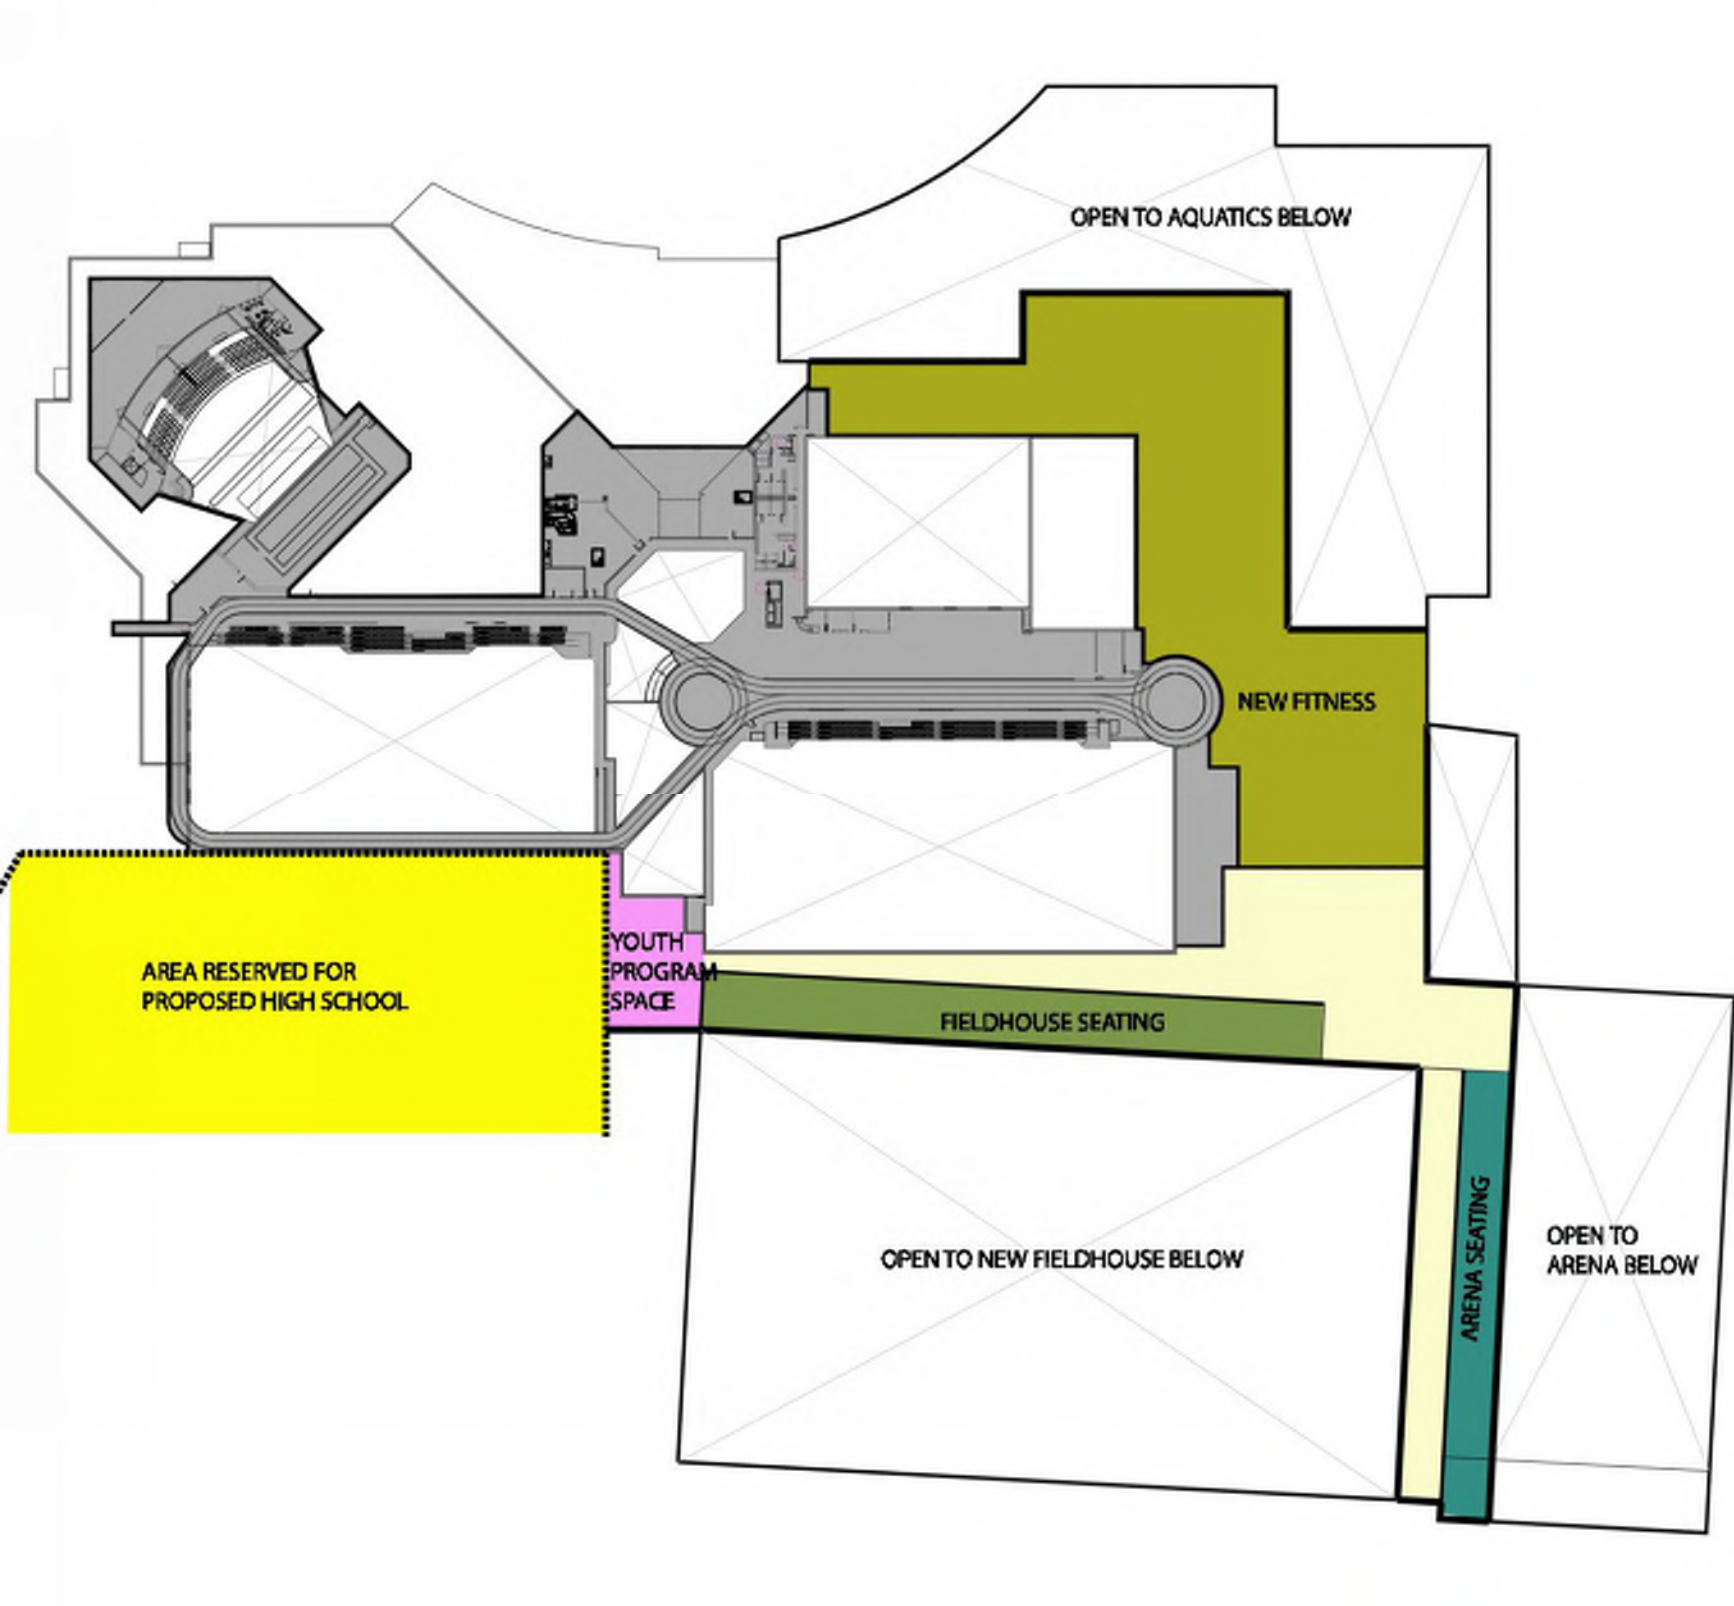 OPEN TO AQUATICS BELOW
NEW FITNESS
YOUTH
PROGRAM
SPACE
AREA RESERVED FOR
PROPOSED HIGH SCHOOL
FIELDHOUSE SEATING
OPEN TO NEW FIELDHOUSE BELOW
ARENA SEATING
OPEN TO
ARENA BELOW